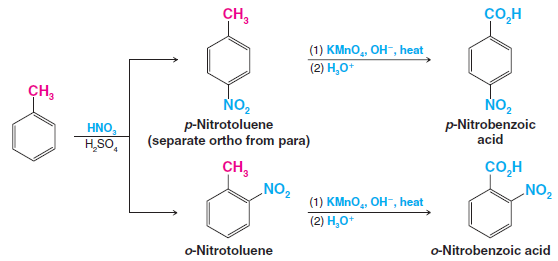 CH₃
HNO₃
H₂SO₄
CH₃
NO₂
p-Nitrotoluene
(separate ortho from para)
(1) KMnO₄, OH⁻, heat
(2) H₃O⁺
CO₂H
NO₂
p-Nitrobenzoic
acid
CH₃
NO₂
o-Nitrotoluene
(1) KMnO₄, OH⁻, heat
(2) H₃O⁺
CO₂H
NO₂
o-Nitrobenzoic acid